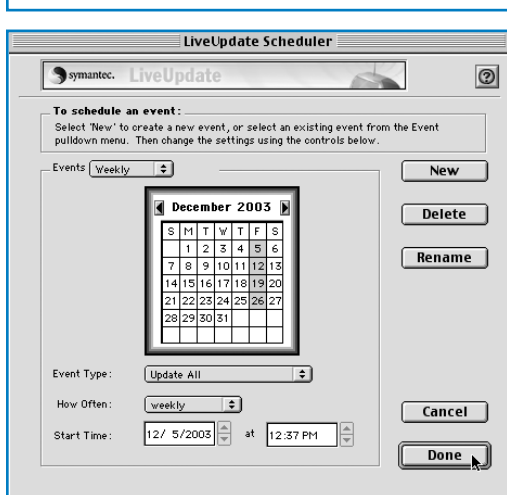 LiveUpdate Scheduler
symantec. LiveUpdate
?
To schedule an event:
Select 'New' to create a new event, or select an existing event from the Event
pulldown menu. Then change the settings using the controls below.
Events Weekly
New
Delete
Rename
December 2003
S M T W T F S
1 2 3 4 5 6
7 8 9 10 11 12 13
14 15 16 17 18 19 20
21 22 23 24 25 26 27
28 29 30 31
Event Type: Update All
How Often: weekly
Start Time: 12/ 5/2003 at 12:37 PM
Cancel
Done